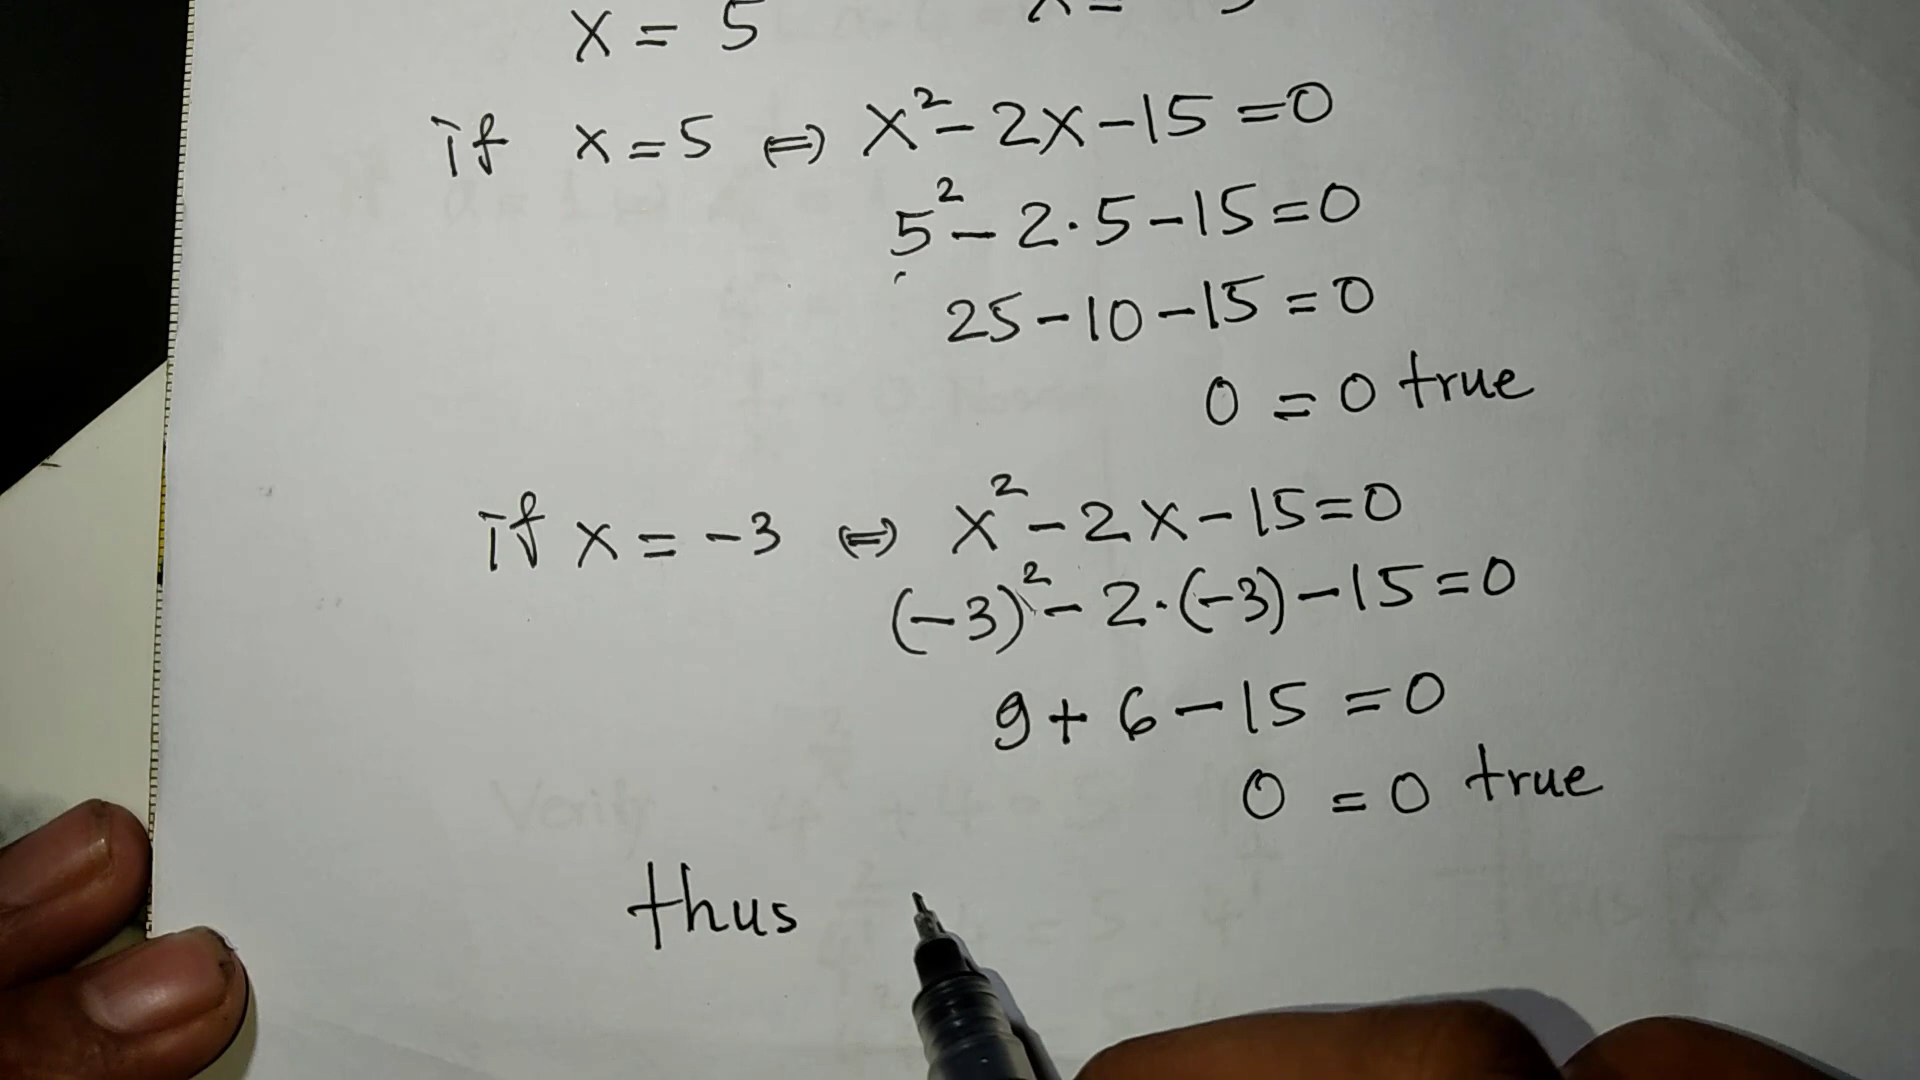 x = 5
if x = 5 ⇔ x² - 2x - 15 = 0
5² - 2·5 - 15 = 0
25 - 10 - 15 = 0
0 = 0 true
if x = -3 ⇔ x² - 2x - 15 = 0
(-3)² - 2·(-3) - 15 = 0
9 + 6 - 15 = 0
0 = 0 true
thus